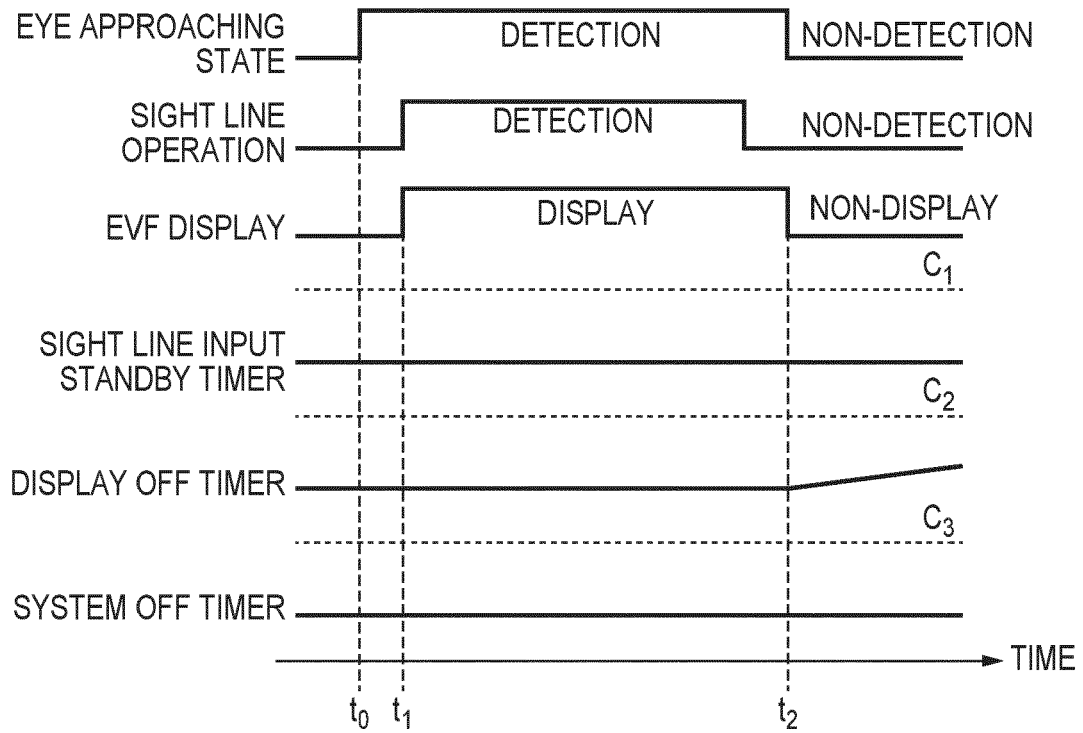 EYE APPROACHING
STATE
DETECTION
NON-DETECTION
SIGHT LINE
OPERATION
DETECTION
NON-DETECTION
EVF DISPLAY
DISPLAY
NON-DISPLAY
C1
SIGHT LINE INPUT
STANDBY TIMER
C2
DISPLAY OFF TIMER
C3
SYSTEM OFF TIMER
TIME
t0 t1 t2